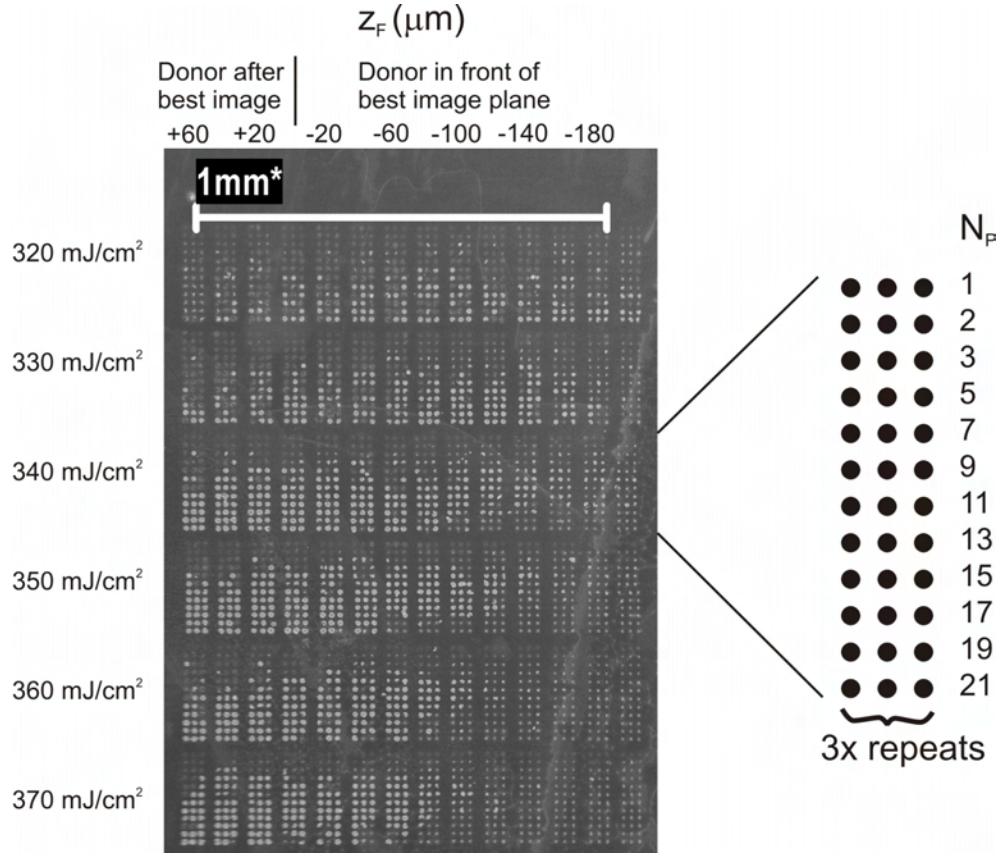 z_F (μm)
Donor after
best image
Donor in front of
best image plane
+60 +20 -20 -60 -100 -140 -180
1mm*
320 mJ/cm²
330 mJ/cm²
340 mJ/cm²
350 mJ/cm²
360 mJ/cm²
370 mJ/cm²
N_P
1
2
3
5
7
9
11
13
15
17
19
21
3x repeats